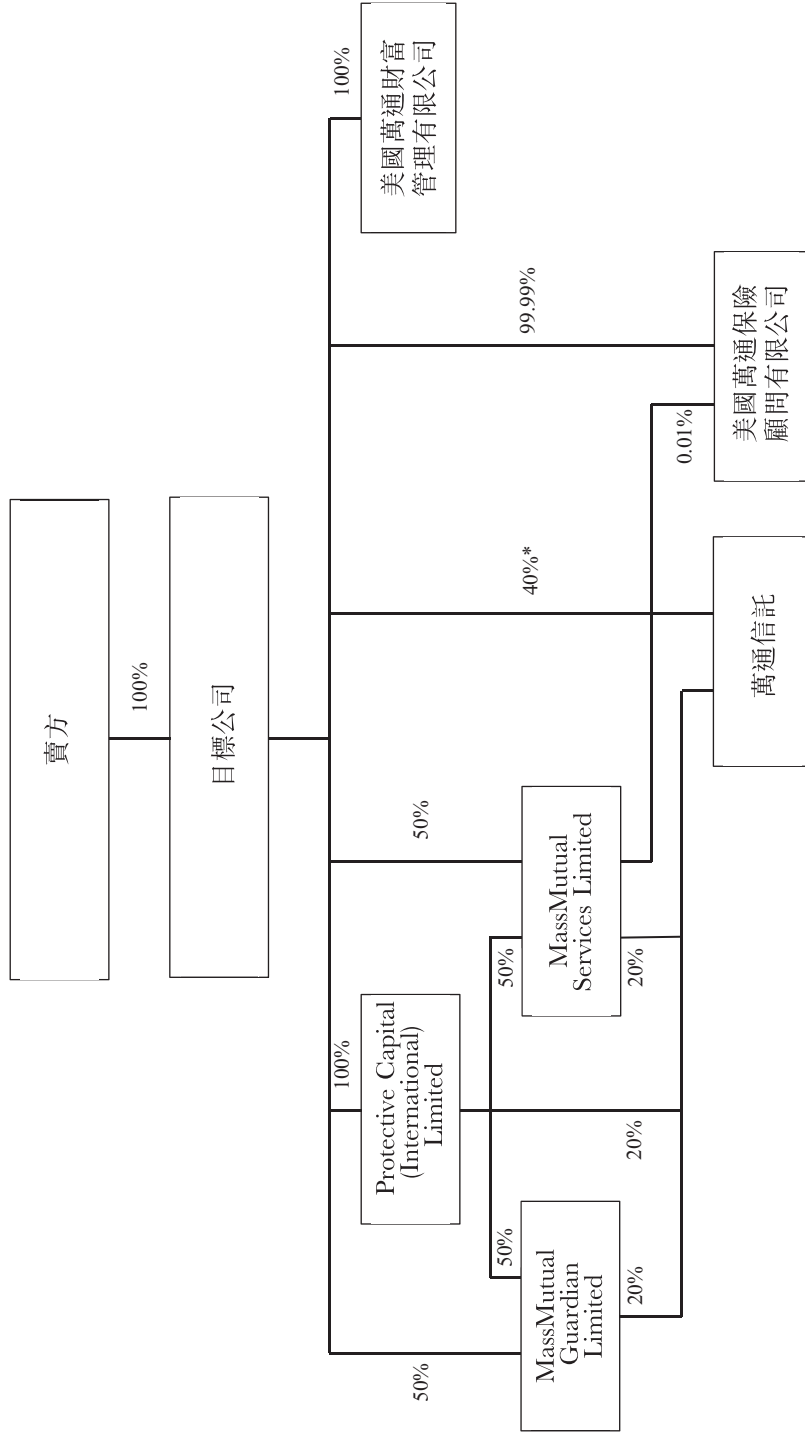 賣方
100%
目標公司
50%
100%
50%
40%*
99.99%
100%
Protective Capital
(International)
Limited
美國萬通財富
管理有限公司
50%
50%
MassMutual
Guardian
Limited
MassMutual
Services Limited
20%
20%
20%
0.01%
萬通信託
美國萬通保險
顧問有限公司